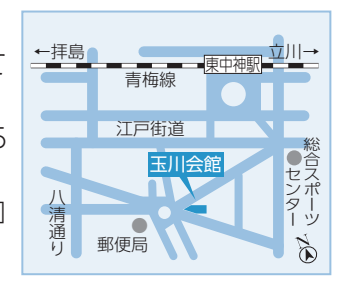 ←拝島
立川→
東中神駅
青梅線
江戸街道
玉川会館
総合スポーツ
センター
八清通り
郵便局
N